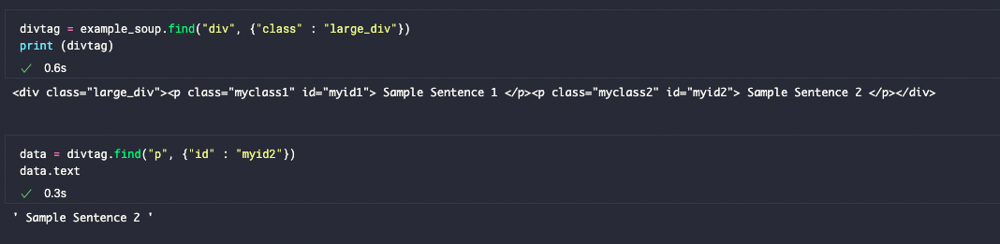 divtag = example_soup.find("div", {"class" : "large_div"})
print (divtag)
✓ 0.6s
<div class="large_div"><p class="myclass1" id="myid1"> Sample Sentence 1 </p><p class="myclass2" id="myid2"> Sample Sentence 2 </p></div>
data = divtag.find("p", {"id" : "myid2"})
data.text
✓ 0.3s
' Sample Sentence 2 '